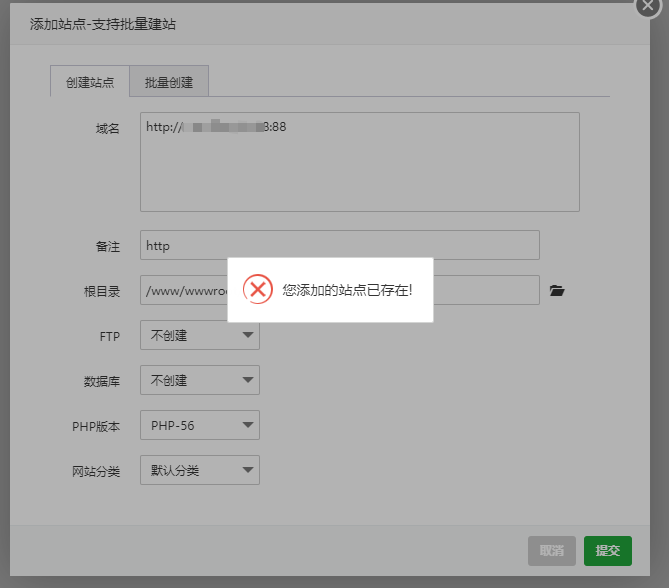 添加站点-支持批量建站
创建站点 批量创建
域名 http:// 3:88
备注 http
您添加的站点已存在!
根目录 /www/wwwro
FTP 不创建
数据库 不创建
PHP版本 PHP-56
网站分类 默认分类
取消 提交